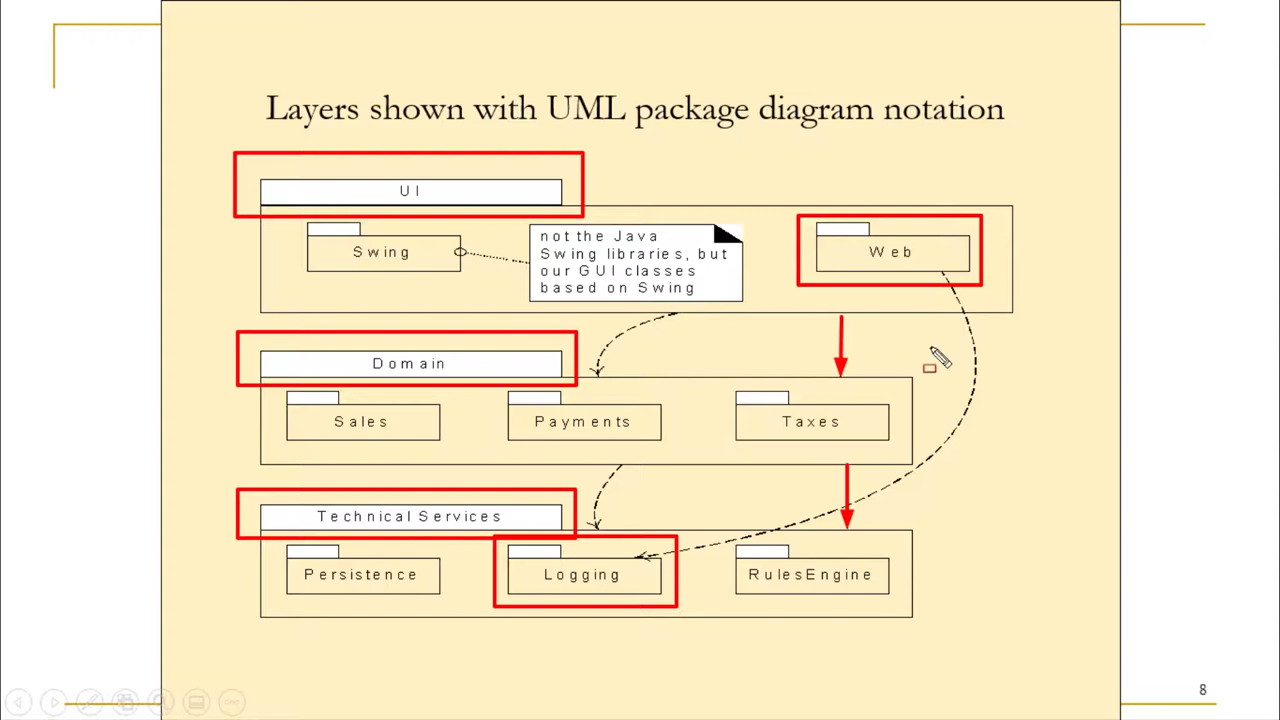 Layers shown with UML package diagram notation
UI
Swing
not the Java
Swing libraries, but
our GUI classes
based on Swing
Web
Domain
Sales
Payments
Taxes
Technical Services
Persistence
Logging
RulesEngine
8